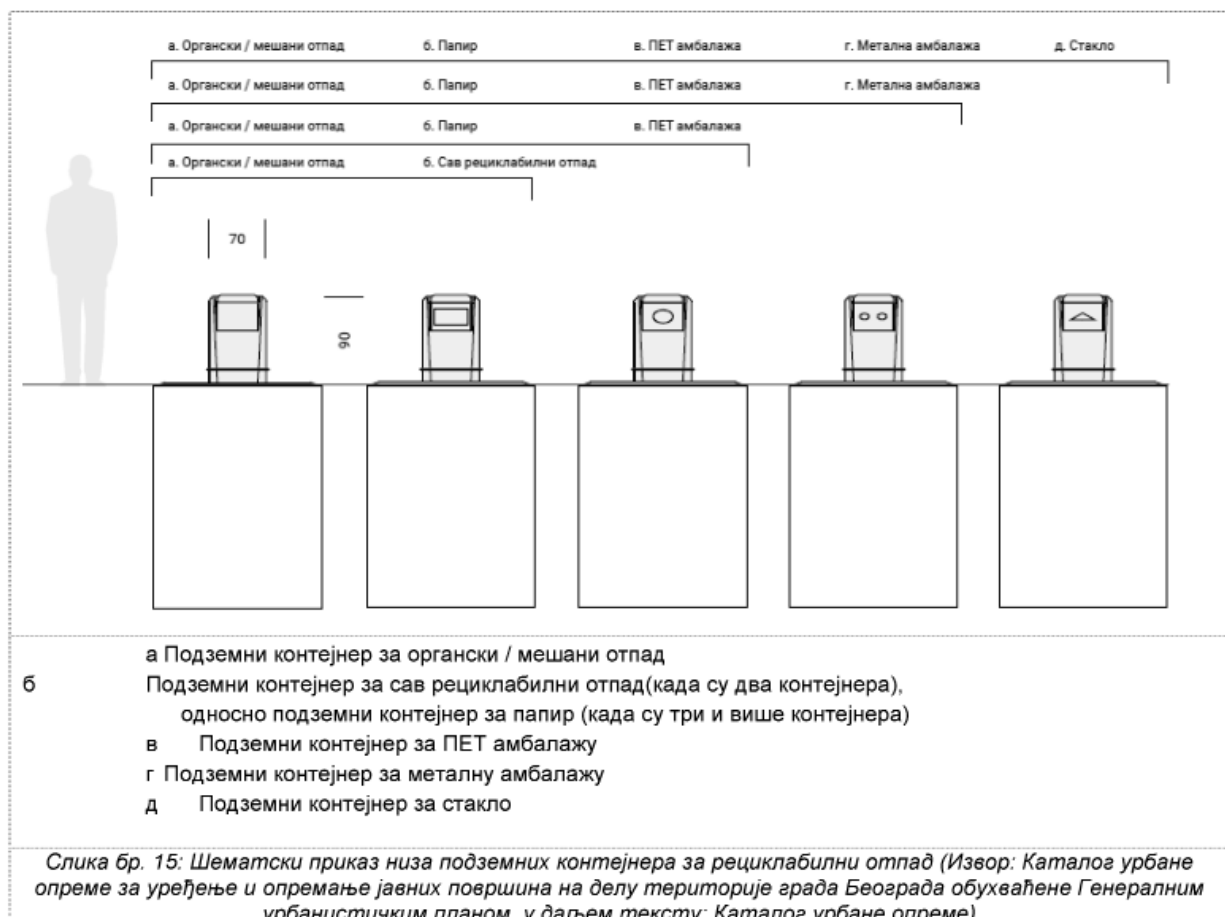 а. Органски / мешани отпад б. Папир в. ПЕТ амбалажа г. Метална амбалажа д. Стакло
а. Органски / мешани отпад б. Папир в. ПЕТ амбалажа г. Метална амбалажа
а. Органски / мешани отпад б. Папир в. ПЕТ амбалажа
а. Органски / мешани отпад б. Сав рециклабилни отпад
70
90
а Подземни контејнер за органски / мешани отпад
б Подземни контејнер за сав рециклабилни отпад(када су два контејнера),
односно подземни контејнер за папир (када су три и више контејнера)
в Подземни контејнер за ПЕТ амбалажу
г Подземни контејнер за металну амбалажу
д Подземни контејнер за стакло
Слика бр. 15: Шематски приказ низа подземних контејнера за рециклабилни отпад (Извор: Каталог урбане
опреме за уређење и опремање јавних површина на делу територије града Београда обухваћене Генералним
урбанистичким планом, у даљем тексту: Каталог урбане опреме)